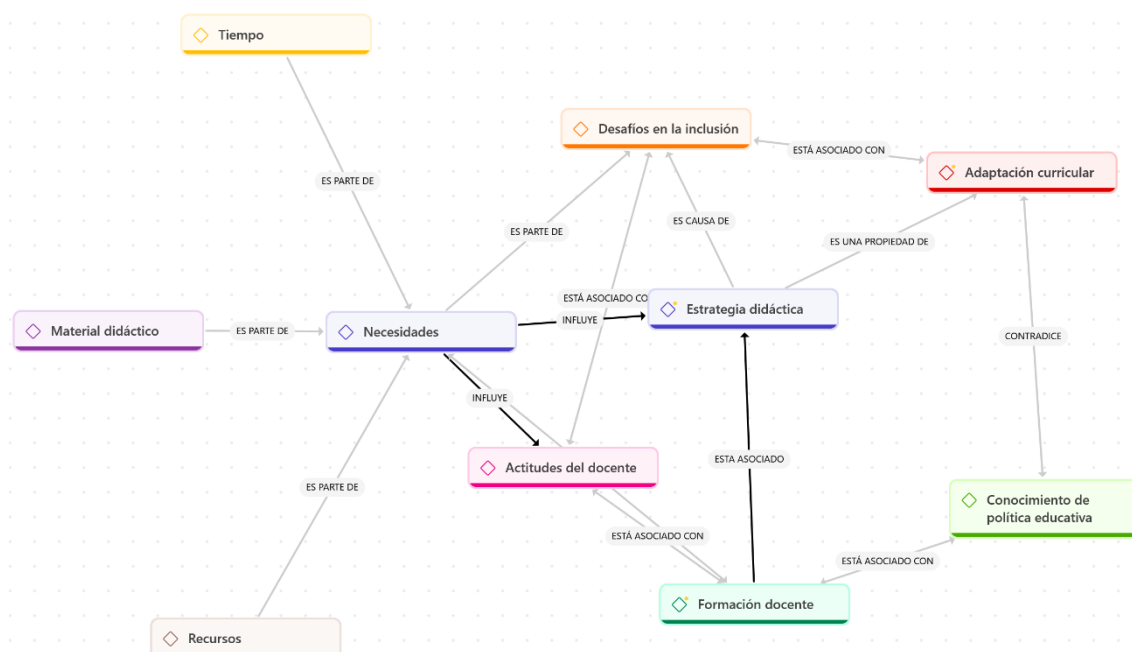 Tiempo
Desafíos en la inclusión
ESTÁ ASOCIADO CON
Adaptación curricular
ES PARTE DE
ES CAUSA DE
ES PARTE DE
ES UNA PROPIEDAD DE
ESTÁ ASOCIADO CO
Estrategia didáctica
INFLUYE
Material didáctico
ES PARTE DE
Necesidades
CONTRADICE
INFLUYE
ESTA ASOCIADO
Actitudes del docente
ES PARTE DE
Conocimiento de
política educativa
ESTÁ ASOCIADO CON
ESTÁ ASOCIADO CON
Formación docente
Recursos